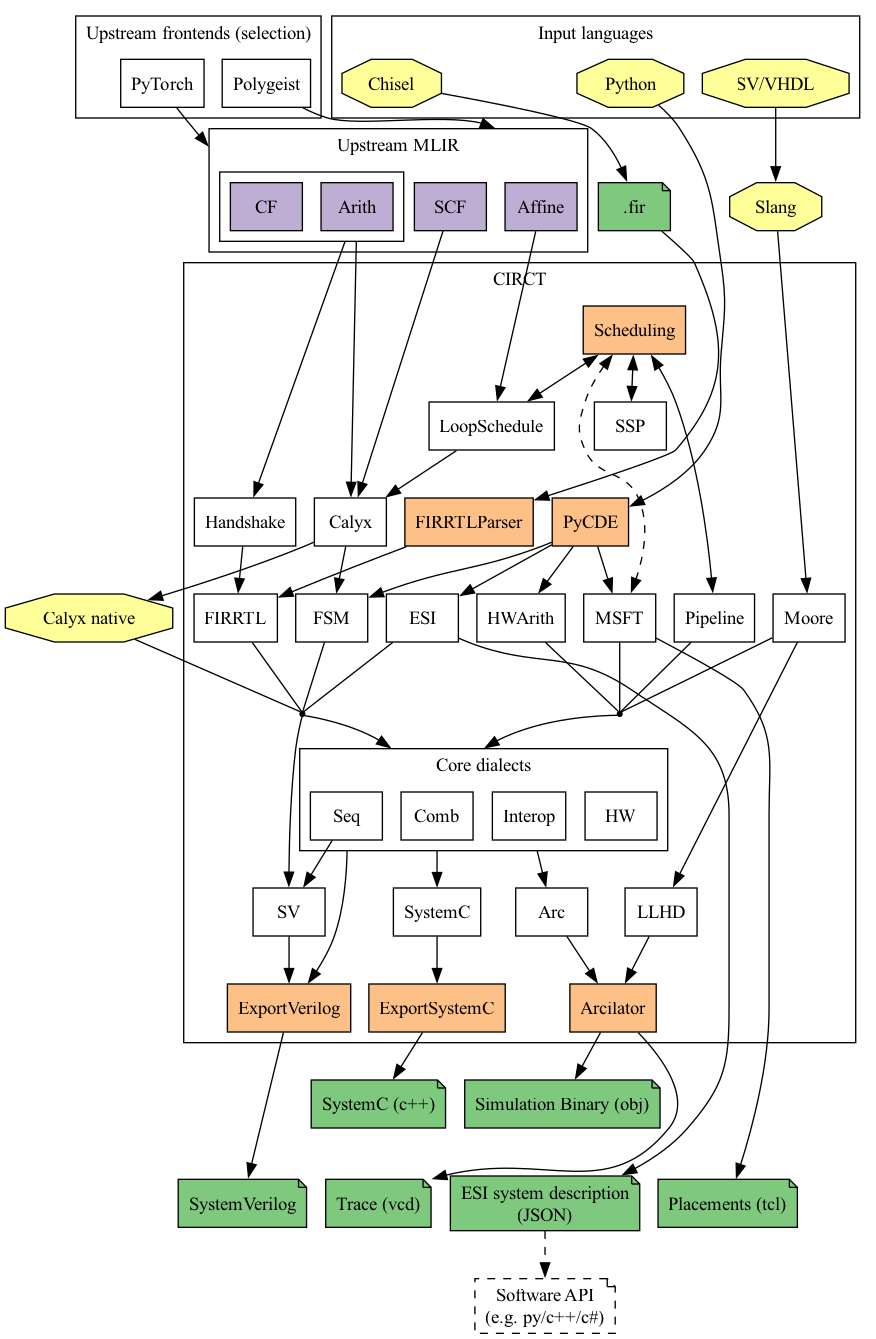 Upstream frontends (selection)
Input languages
PyTorch
Polygeist
Chisel
Python
SV/VHDL
Upstream MLIR
CF
Arith
SCF
Affine
.fir
Slang
CIRCT
Scheduling
LoopSchedule
SSP
Handshake
Calyx
FIRRTLParser
PyCDE
Calyx native
FIRRTL
FSM
ESI
HWArith
MSFT
Pipeline
Moore
Core dialects
Seq
Comb
Interop
HW
SV
SystemC
Arc
LLHD
ExportVerilog
ExportSystemC
Arcilator
SystemC (c++)
Simulation Binary (obj)
SystemVerilog
Trace (vcd)
ESI system description
(JSON)
Placements (tcl)
Software API
(e.g. py/c++/c#)